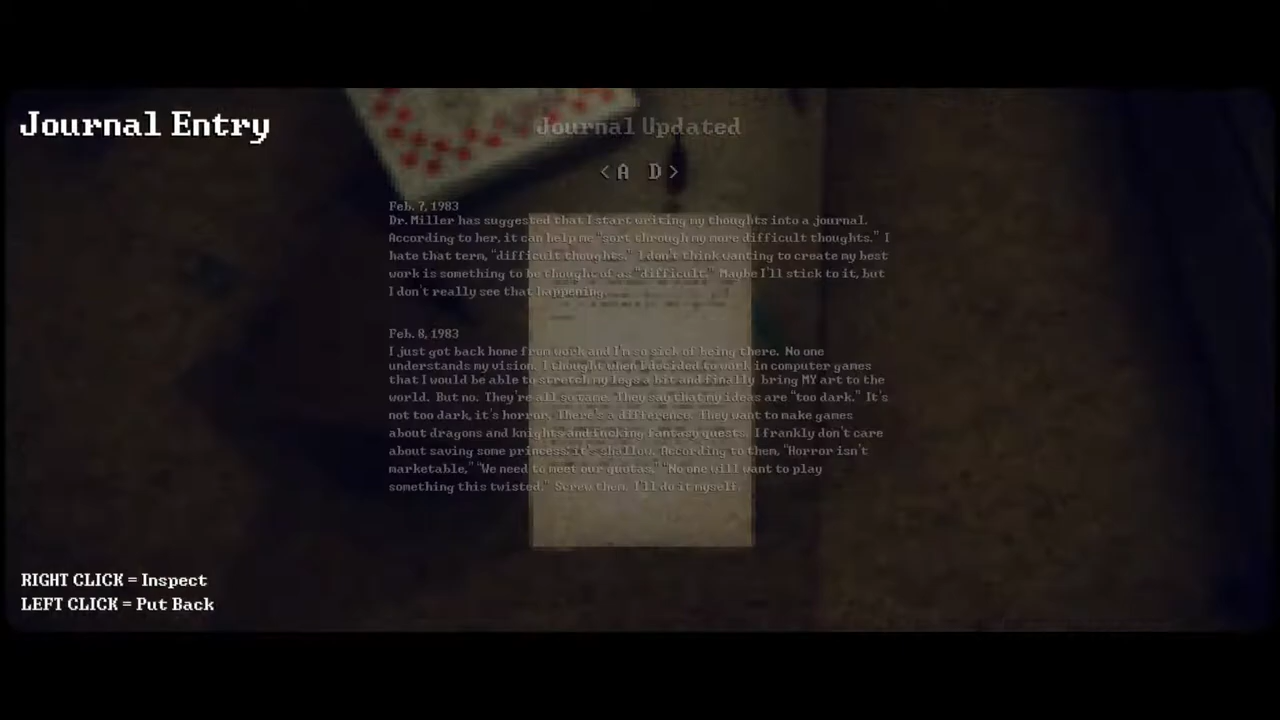 Journal Entry
Journal Updated
< A D >
Feb. 7, 1983
Dr. Miller has suggested that I start writing my thoughts into a journal.
According to her, it can help me "sort through my more difficult thoughts." I
hate that term, "difficult thoughts." I don't think wanting to create my best
work is something to be thought of as "difficult." Maybe I'll stick to it, but
I don't really see that happening.
Feb. 8, 1983
I just got back home from work and I'm so sick of being there. No one
understands my vision. I thought when I decided to work in computer games
that I would be able to stretch my legs a bit and finally bring MY art to the
world. But no. They're all so tame. They say that my ideas are "too dark." It's
not too dark, it's horror. There's a difference. They want to make games
about dragons and knights and fucking fantasy quests. I frankly don't care
about saving some princess; it's shallow. According to them, "Horror isn't
marketable," "We need to meet our quotas," "No one will want to play
something this twisted." Screw them. I'll do it myself.
RIGHT CLICK = Inspect
LEFT CLICK = Put Back